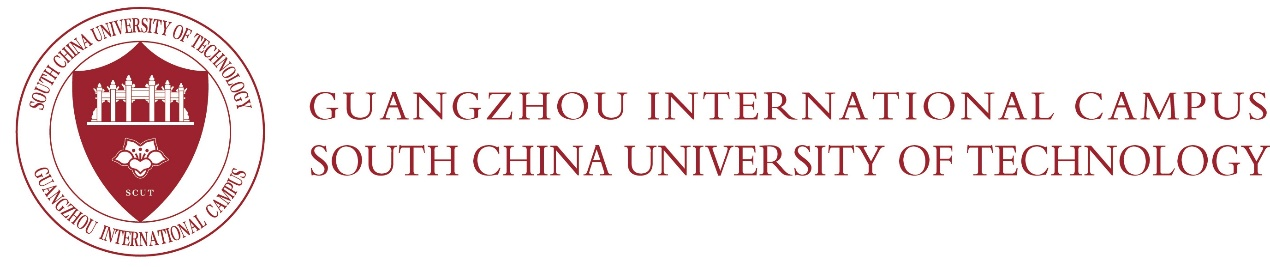 SOUTH CHINA UNIVERSITY OF TECHNOLOGY
SCUT
GUANGZHOU INTERNATIONAL CAMPUS
GUANGZHOU INTERNATIONAL CAMPUS
SOUTH CHINA UNIVERSITY OF TECHNOLOGY